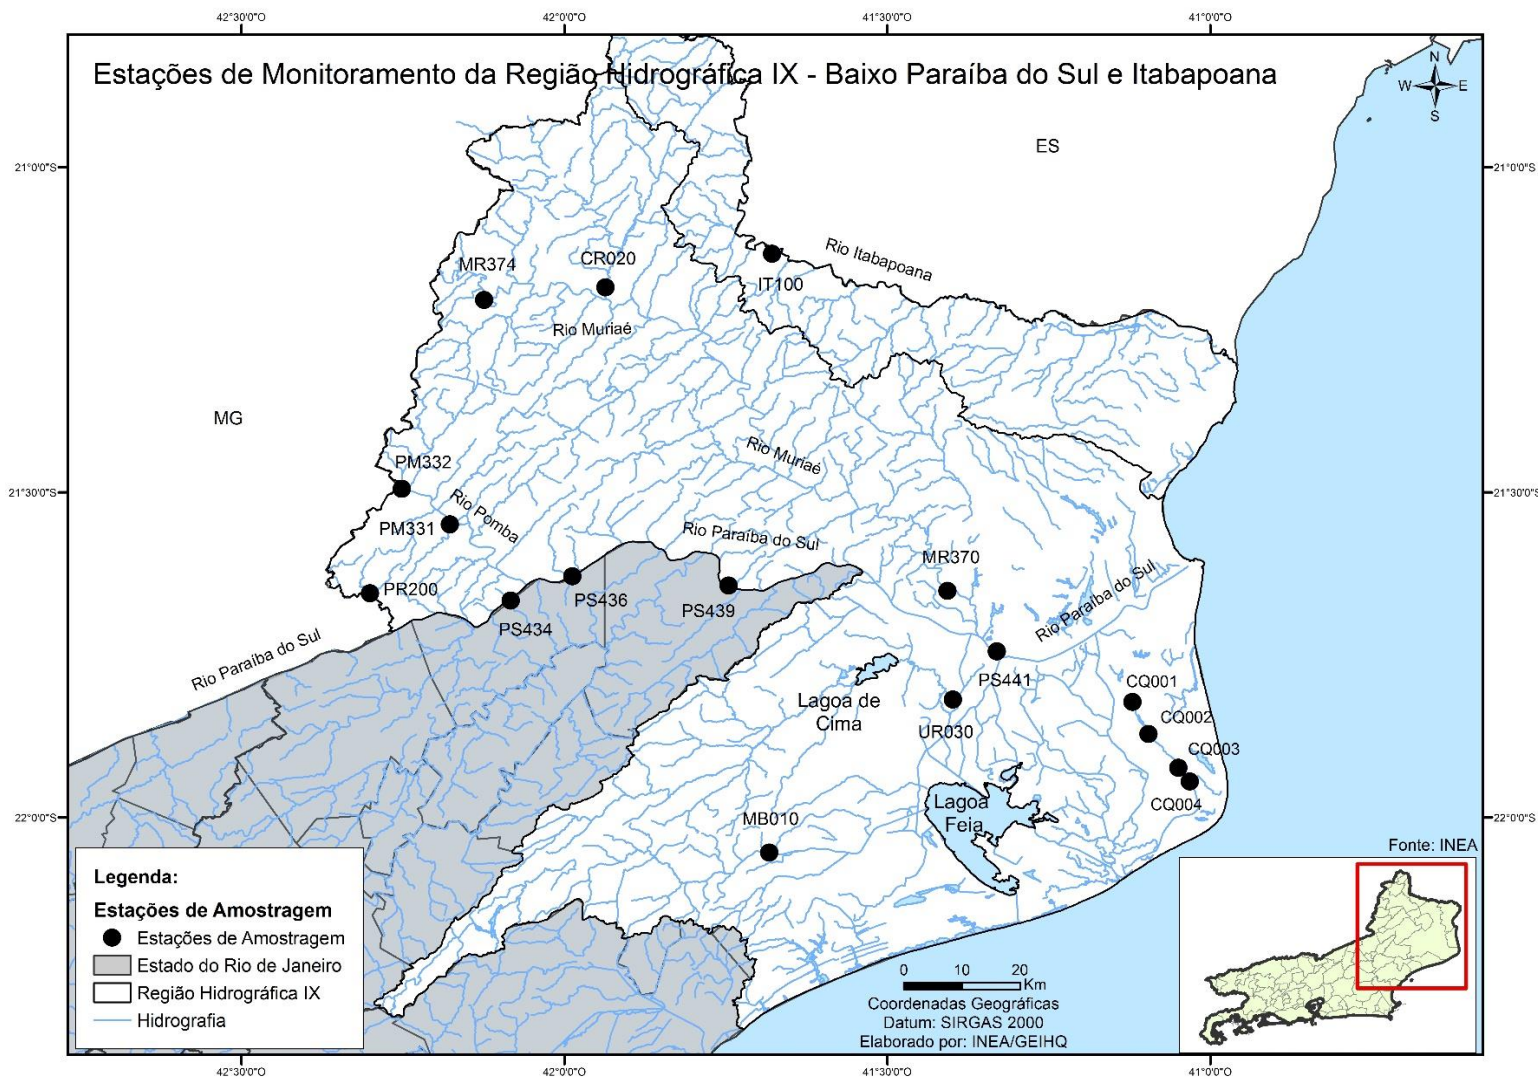 42°30'0"O 42°0'0"O 41°30'0"O 41°0'0"O
Estações de Monitoramento da Região Hidrográfica IX - Baixo Paraíba do Sul e Itabapoana
N
W E
S
ES
21°0'0"S 21°0'0"S
Rio Itabapoana
MR374
CR020
IT100
Rio Muriaé
MG
Rio Muriaé
PM332
21°30'0"S 21°30'0"S
Rio Pomba
PM331
Rio Paraíba do Sul
MR370
PR200
PS436
PS439
PS434
Rio Paraíba do Sul
Rio Paraíba do Sul
PS441
CQ001
Lagoa de
Cima
UR030
CQ002
CQ003
CQ004
Lagoa
Feia
MB010
22°0'0"S 22°0'0"S
Fonte: INEA
Legenda:
Estações de Amostragem
Estações de Amostragem
Estado do Rio de Janeiro
Região Hidrográfica IX
Hidrografia
0 10 20
Km
Coordenadas Geográficas
Datum: SIRGAS 2000
Elaborado por: INEA/GEIHQ
42°30'0"O 42°0'0"O 41°30'0"O 41°0'0"O